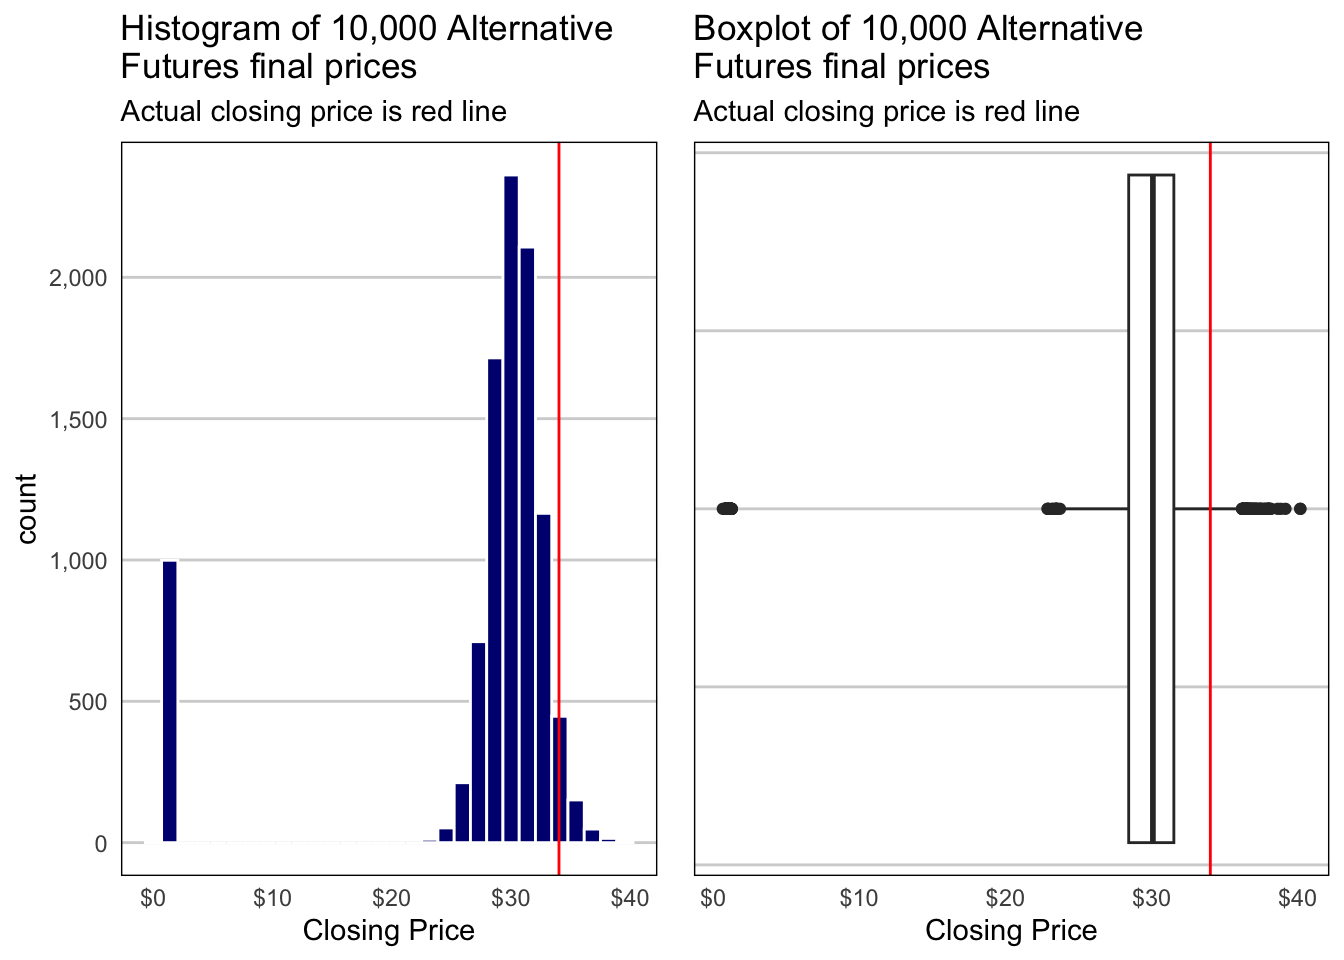 Histogram of 10,000 Alternative
Futures final prices
Actual closing price is red line
count
2,000
1,500
1,000
500
0
$0 $10 $20 $30 $40
Closing Price
Boxplot of 10,000 Alternative
Futures final prices
Actual closing price is red line
$0 $10 $20 $30 $40
Closing Price